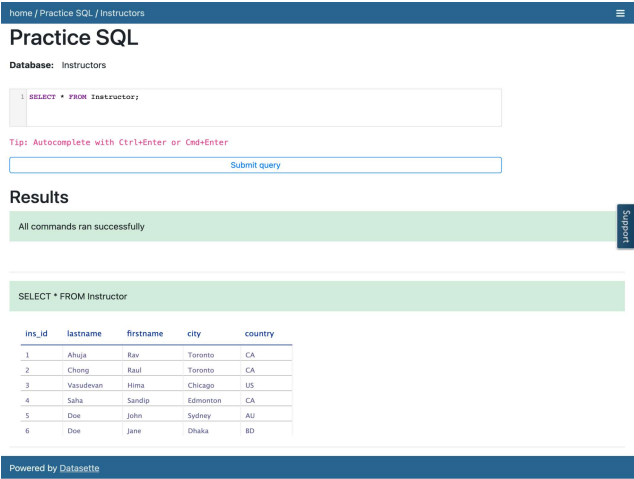 home / Practice SQL / Instructors
Practice SQL
Database: Instructors
1 SELECT * FROM Instructor;
Tip: Autocomplete with Ctrl+Enter or Cmd+Enter
Submit query
Results
All commands ran successfully
Support
SELECT * FROM Instructor
ins_id lastname firstname city country
1 Ahuja Rav Toronto CA
2 Chong Raul Toronto CA
3 Vasudevan Hima Chicago US
4 Saha Sandip Edmonton CA
5 Doe John Sydney AU
6 Doe Jane Dhaka BD
Powered by Datasette